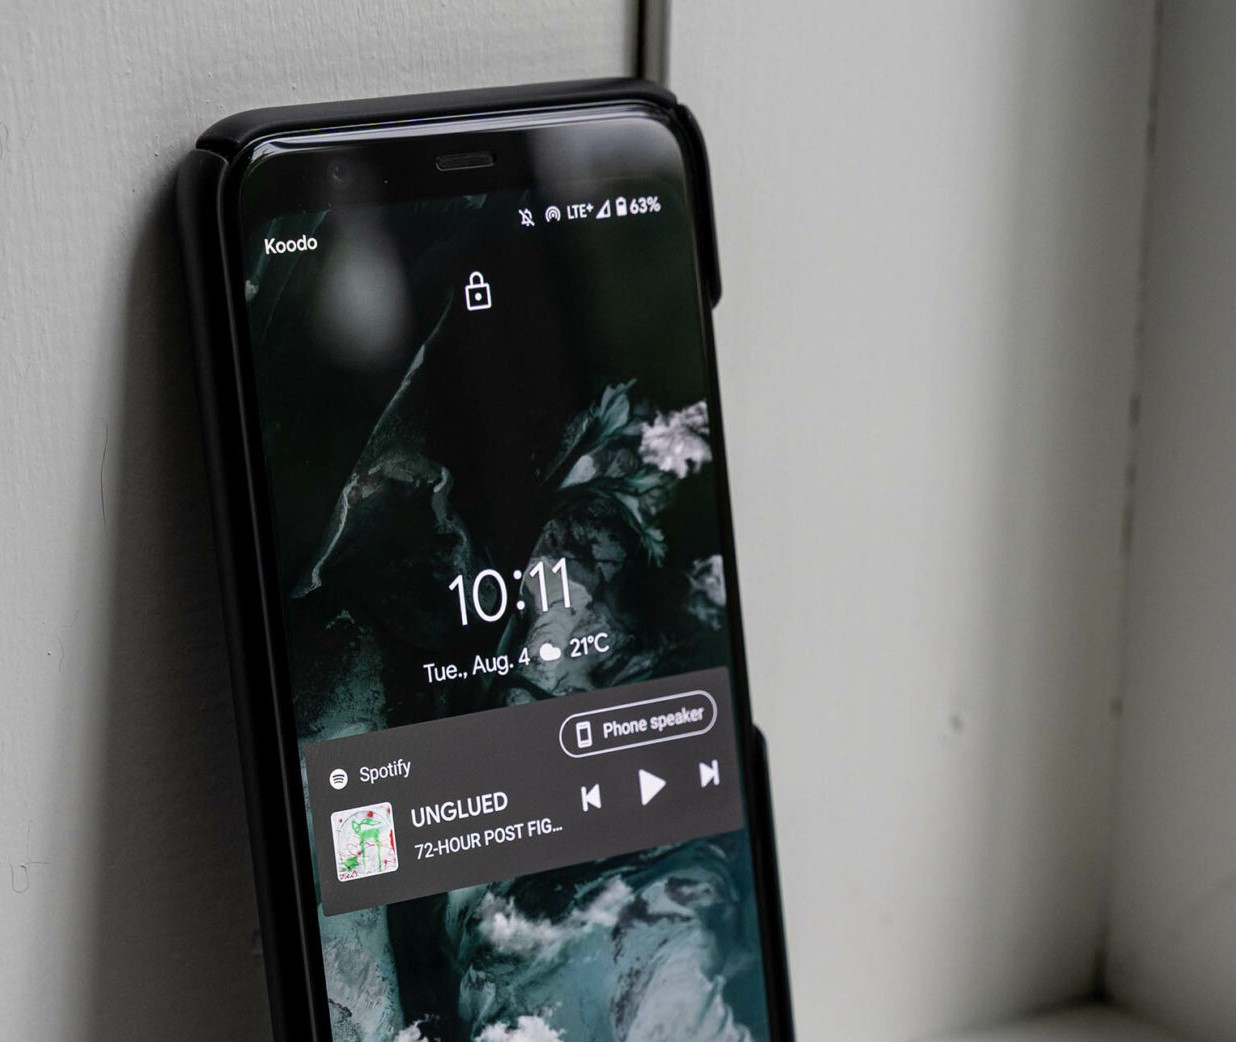 LTE+ 63%
Koodo
10:11
Tue., Aug. 4 21°C
Phone speaker
Spotify
UNGLUED
72-HOUR POST FIG...